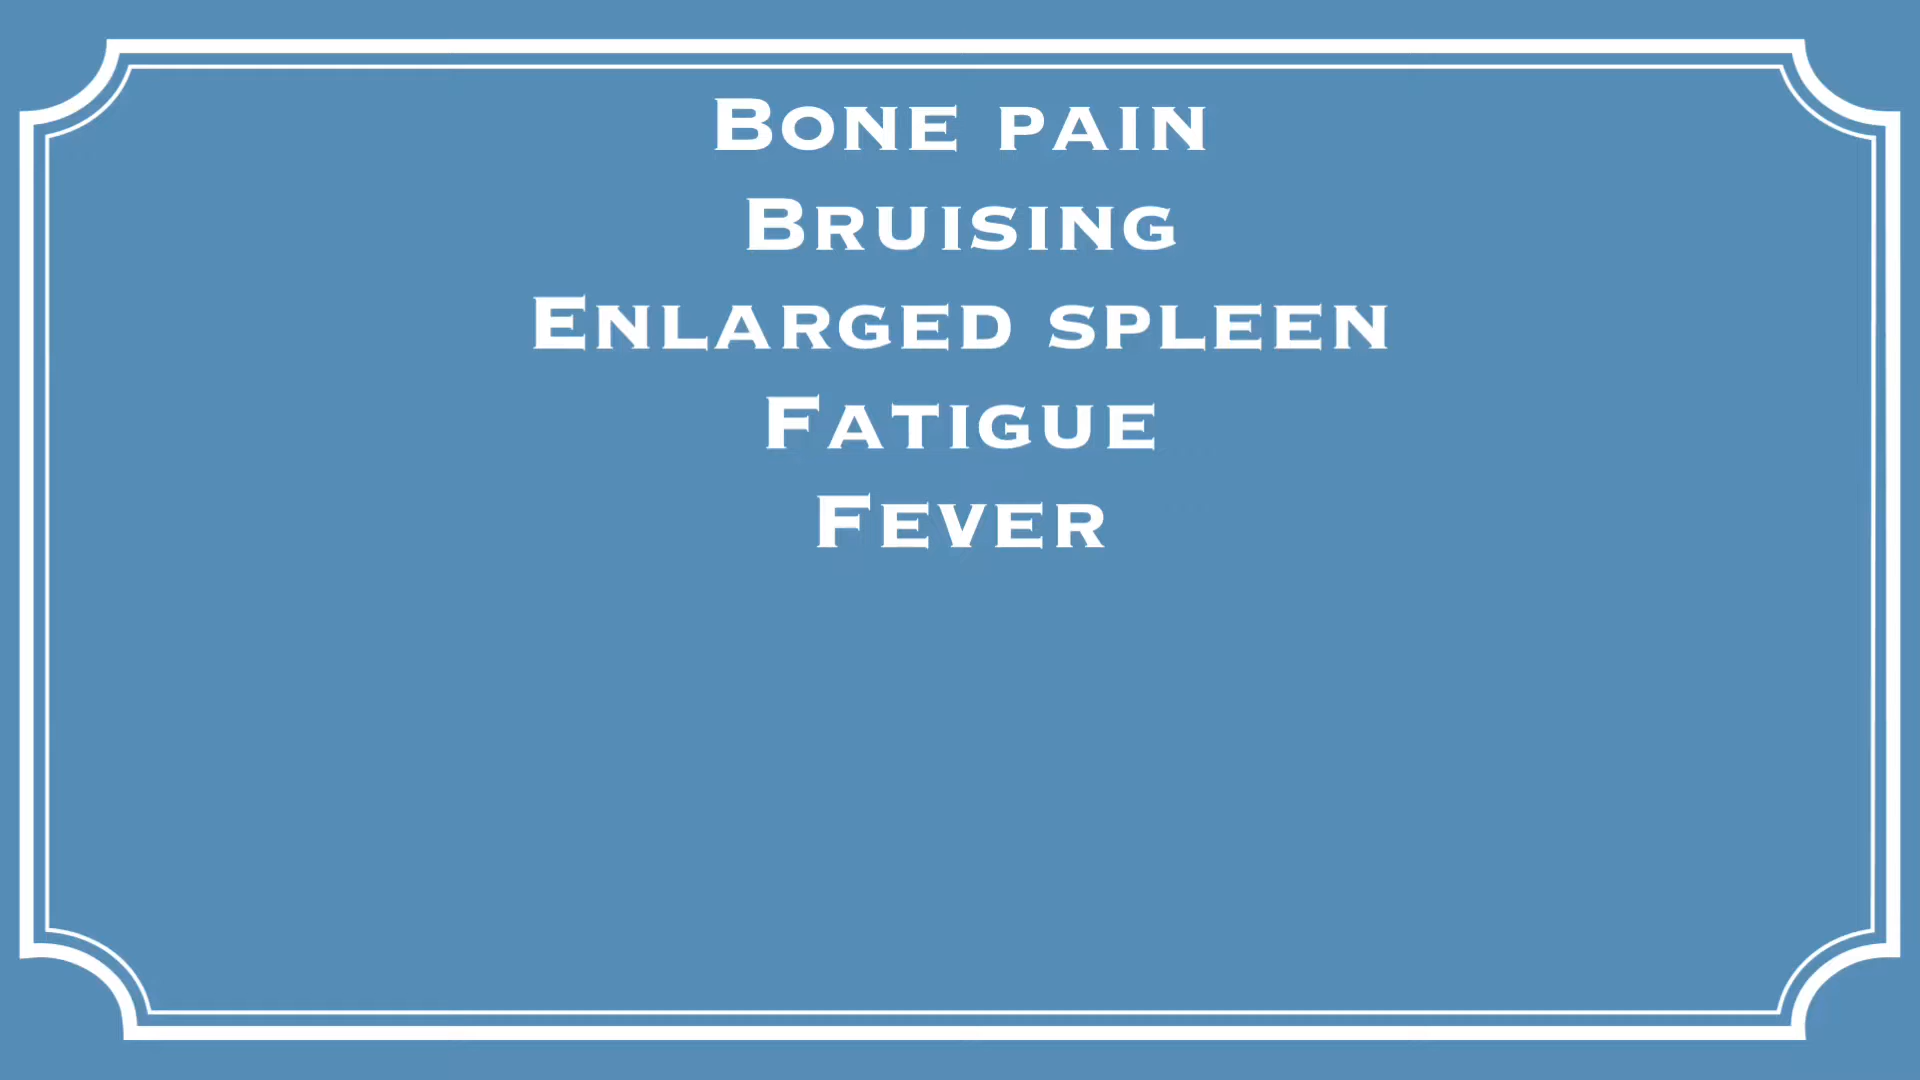 Bone pain
Bruising
Enlarged spleen
Fatigue
Fever